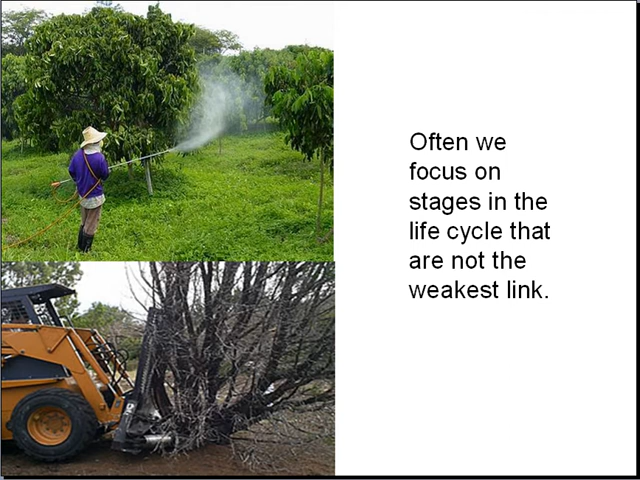 Often we
focus on
stages in the
life cycle that
are not the
weakest link.